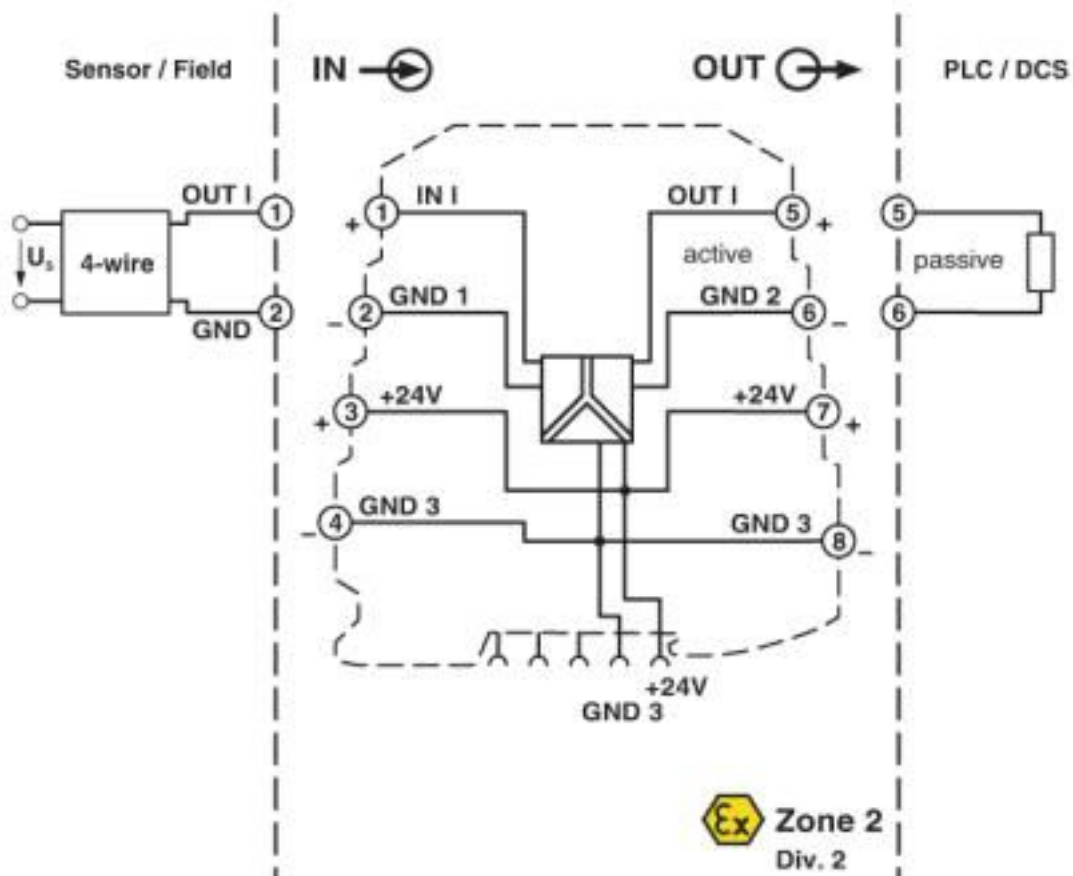 Sensor / Field
IN
OUT
PLC / DCS
OUT I
1
1
IN I
OUT I
5
5
+
+
Us
4-wire
active
passive
GND
2
2
GND 1
GND 2
6
6
-
-
3
+24V
+24V
7
+
+
4
GND 3
GND 3
8
-
-
+24V
GND 3
Ex
Zone 2
Div. 2